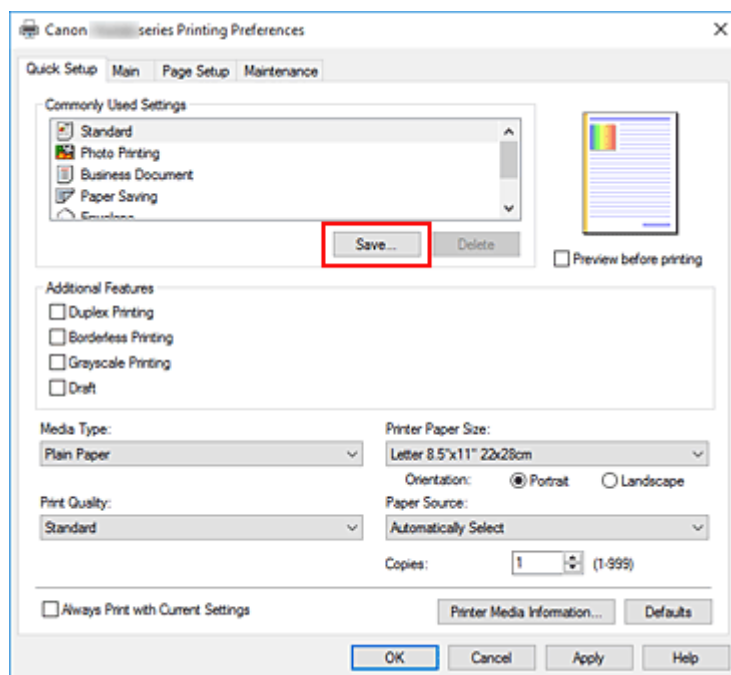 Canon series Printing Preferences
Quick Setup Main Page Setup Maintenance
Commonly Used Settings
Standard
Photo Printing
Business Document
Paper Saving
Envelope
Save... Delete
Preview before printing
Additional Features
Duplex Printing
Borderless Printing
Grayscale Printing
Draft
Media Type: Printer Paper Size:
Plain Paper Letter 8.5"x11" 22x28cm
Orientation: Portrait Landscape
Print Quality: Paper Source:
Standard Automatically Select
Copies: 1 (1-999)
Always Print with Current Settings Printer Media Information... Defaults
OK Cancel Apply Help